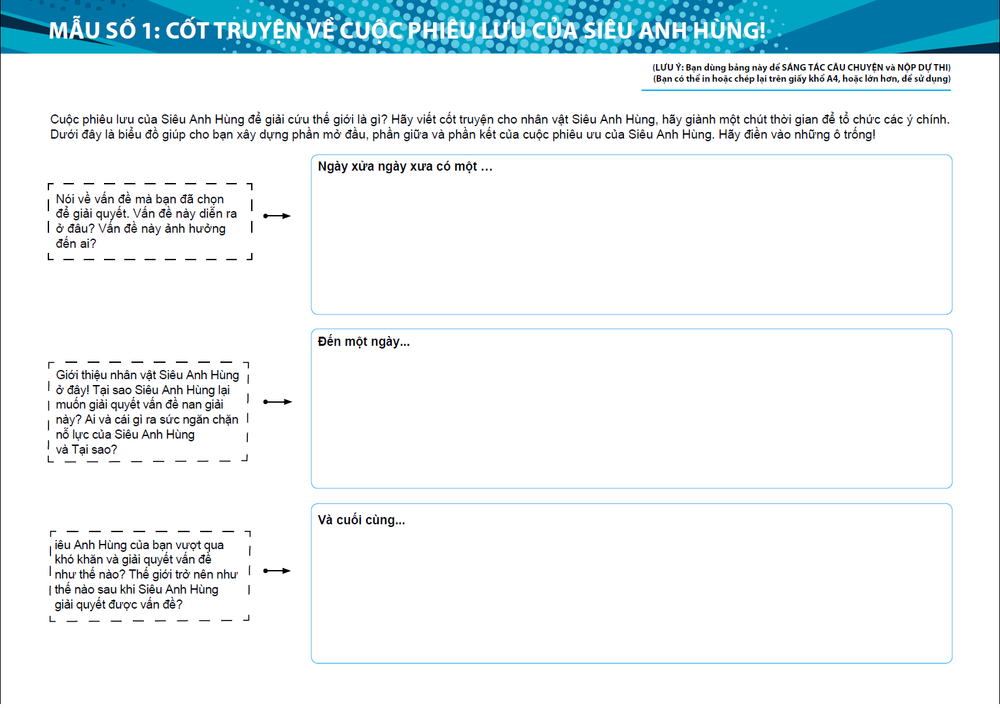 MẪU SỐ 1: CỐT TRUYỆN VỀ CUỘC PHIÊU LƯU CỦA SIÊU ANH HÙNG!
(LƯU Ý: Bạn dùng bảng này để SÁNG TÁC CÂU CHUYỆN và NỘP DỰ THI)
(Bạn có thể in hoặc chép lại trên giấy khổ A4, hoặc lớn hơn, để sử dụng)
Cuộc phiêu lưu của Siêu Anh Hùng để giải cứu thế giới là gì? Hãy viết cốt truyện cho nhân vật Siêu Anh Hùng, hãy giành một chút thời gian để tổ chức các ý chính.
Dưới đây là biểu đồ giúp cho bạn xây dựng phần mở đầu, phần giữa và phần kết của cuộc phiêu ưu của Siêu Anh Hùng. Hãy điền vào những ô trống!
Nói về vấn đề mà bạn đã chọn
để giải quyết. Vấn đề này diễn ra
ở đâu? Vấn đề này ảnh hưởng
đến ai?
Ngày xửa ngày xưa có một …
Giới thiệu nhân vật Siêu Anh Hùng
ở đây! Tại sao Siêu Anh Hùng lại
muốn giải quyết vấn đề nan giải
này? Ai và cái gì ra sức ngăn chặn
nỗ lực của Siêu Anh Hùng
và Tại sao?
Đến một ngày...
iêu Anh Hùng của bạn vượt qua
khó khăn và giải quyết vấn đề
như thế nào? Thế giới trở nên như
thế nào sau khi Siêu Anh Hùng
giải quyết được vấn đề?
Và cuối cùng...